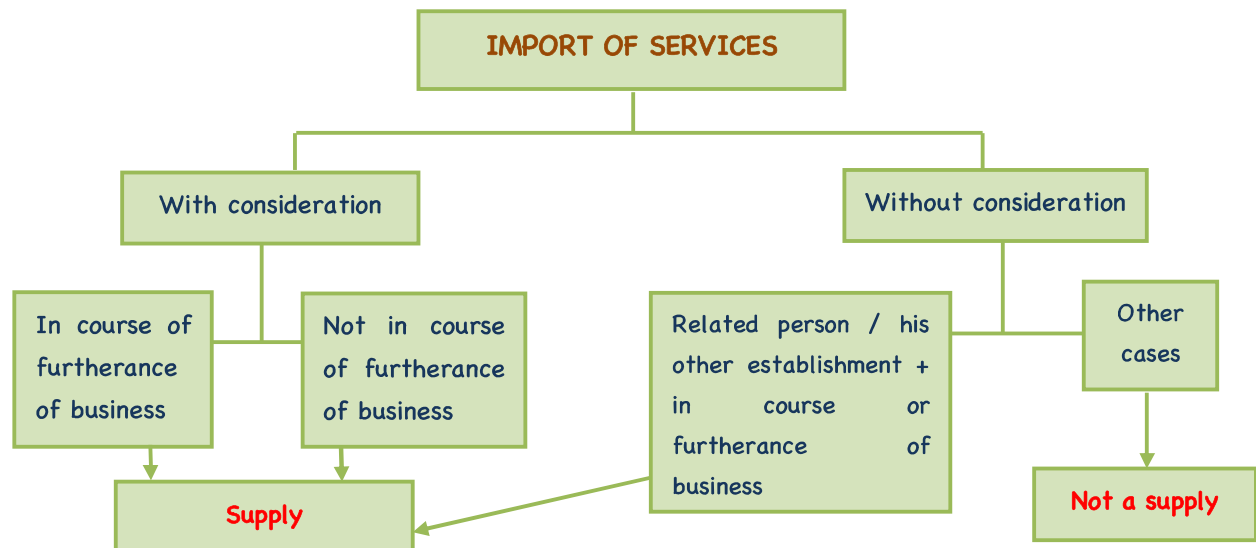 IMPORT OF SERVICES
With consideration
Without consideration
In course of
furtherance
of business
Not in course
of furtherance
of business
Related person / his
other establishment +
in course or
furtherance of
business
Other
cases
Supply
Not a supply